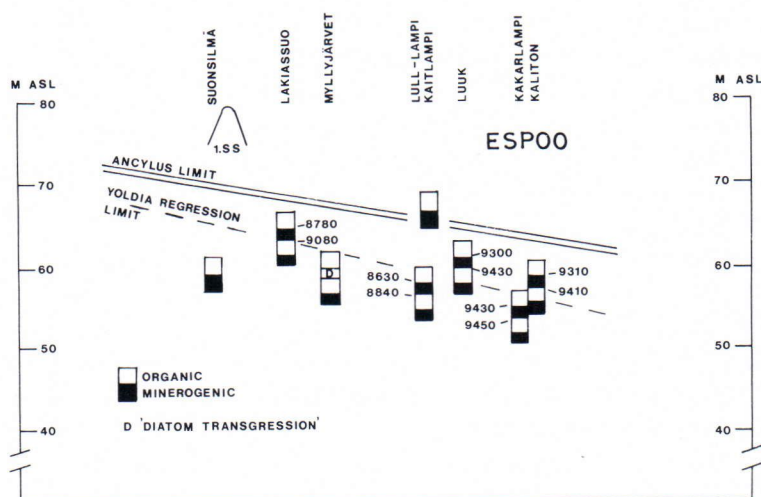 SUONSILMÄ
LAKIASSUO
MYLLYJÄRVET
LULL-LAMPI
KAITLAMPI
LUUK
KAKARLAMPI
KALITON
M ASL
M ASL
80
80
1.SS
ESPOO
ANCYLUS LIMIT
70
70
YOLDIA REGRESSION
LIMIT
8780
9080
9300
9310
60
60
D
8630
9430
9410
8840
9430
9450
50
50
ORGANIC
MINEROGENIC
D 'DIATOM TRANSGRESSION'
40
40